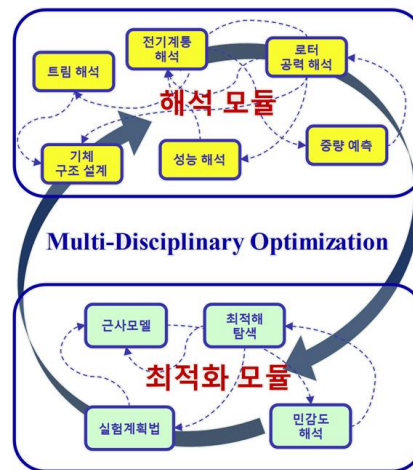 전기계통
해석
로터
공력 해석
트림 해석
해석 모듈
기체
구조 설계
성능 해석
중량 예측
Multi-Disciplinary Optimization
근사모델
최적해
탐색
최적화 모듈
실험계획법
민감도
해석